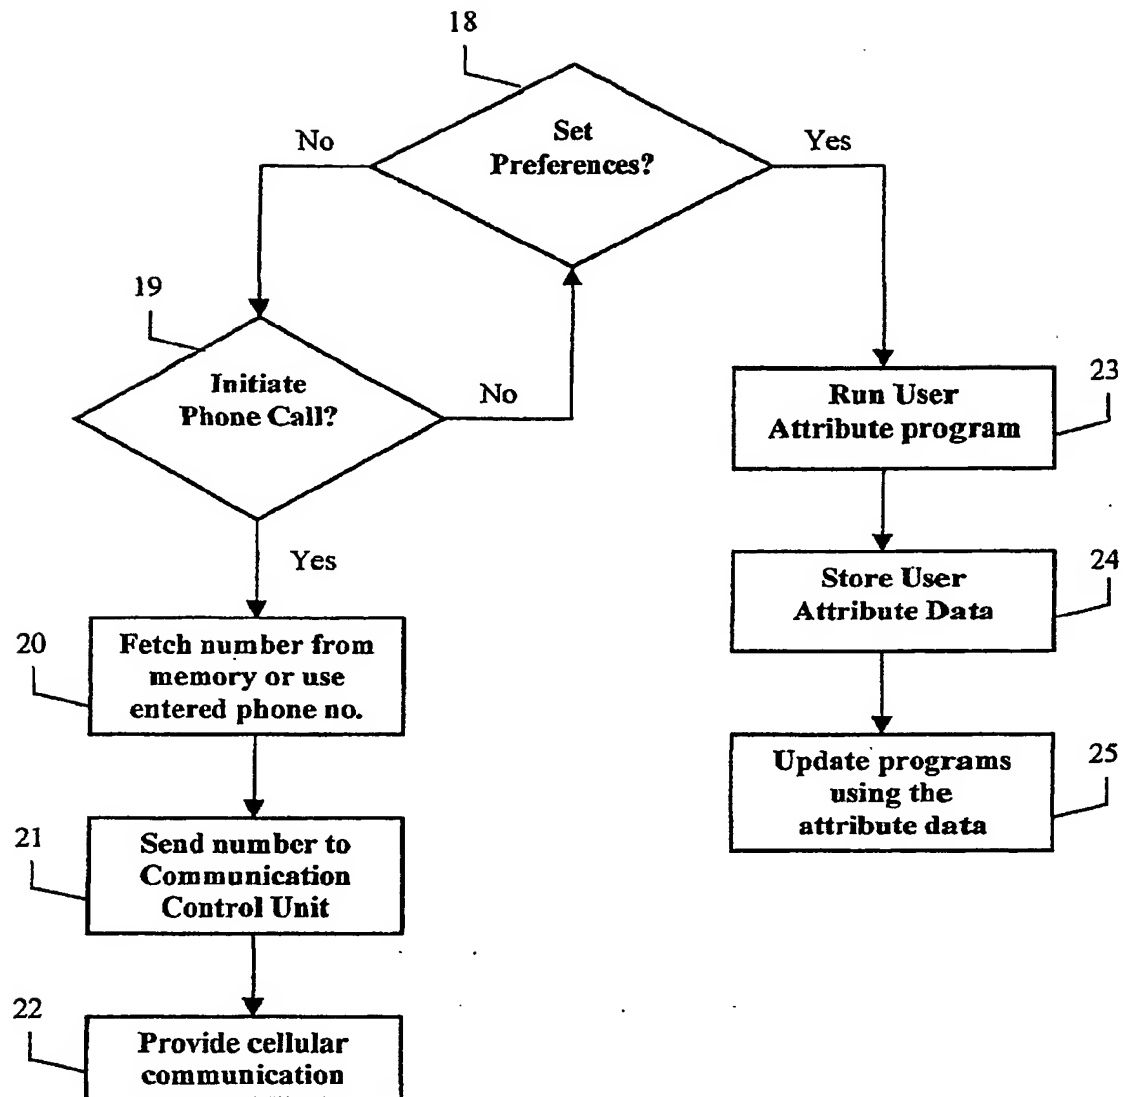 18
Set
Preferences?
No
Yes
19
Initiate
Phone Call?
No
Yes
23
Run User
Attribute program
24
Store User
Attribute Data
20
Fetch number from
memory or use
entered phone no.
25
Update programs
using the
attribute data
21
Send number to
Communication
Control Unit
22
Provide cellular
communication